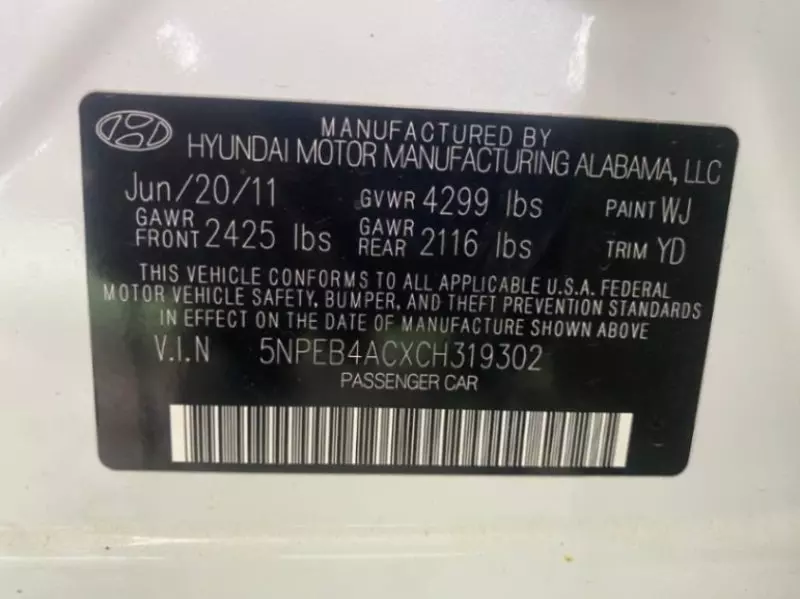 MANUFACTURED BY
HYUNDAI MOTOR MANUFACTURING ALABAMA, LLC
Jun/20/11 GVWR 4299 lbs PAINT WJ
GAWR FRONT 2425 lbs GAWR REAR 2116 lbs TRIM YD
THIS VEHICLE CONFORMS TO ALL APPLICABLE U.S.A. FEDERAL
MOTOR VEHICLE SAFETY, BUMPER, AND THEFT PREVENTION STANDARDS
IN EFFECT ON THE DATE OF MANUFACTURE SHOWN ABOVE.
V.I.N 5NPEB4ACXCH319302
PASSENGER CAR